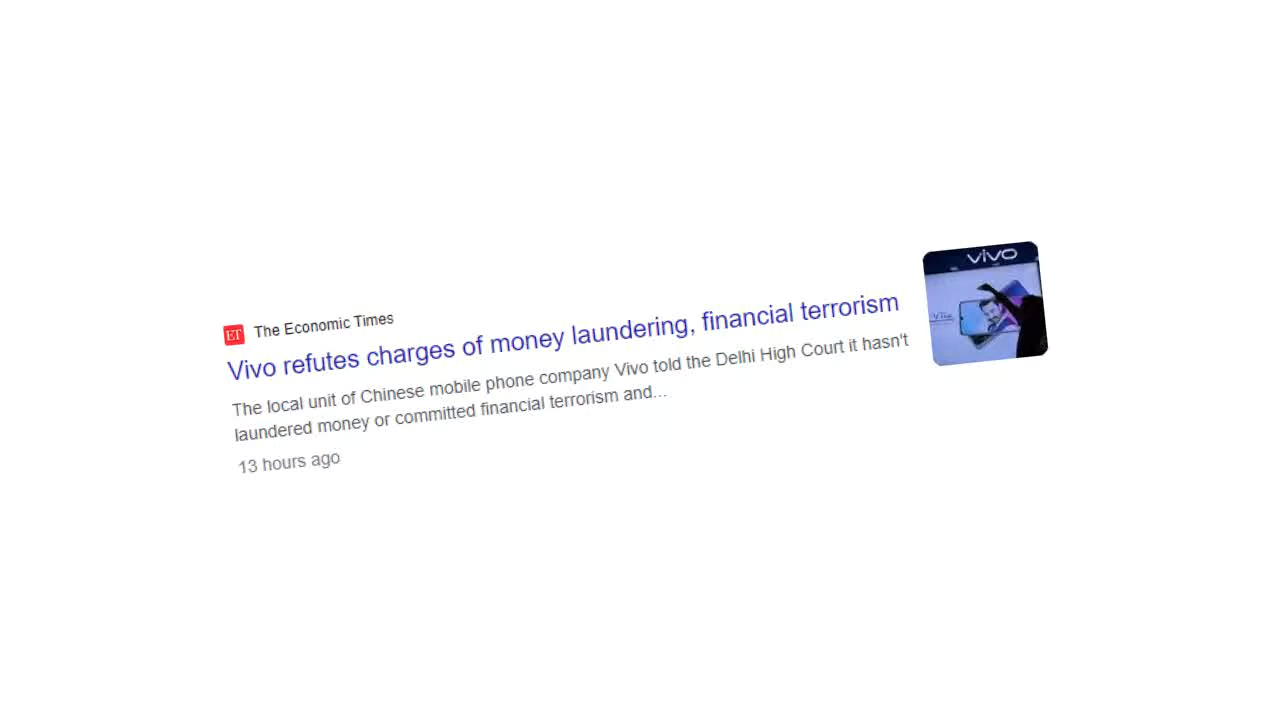 ET The Economic Times
Vivo refutes charges of money laundering, financial terrorism
The local unit of Chinese mobile phone company Vivo told the Delhi High Court it hasn't
laundered money or committed financial terrorism and...
13 hours ago
vivo